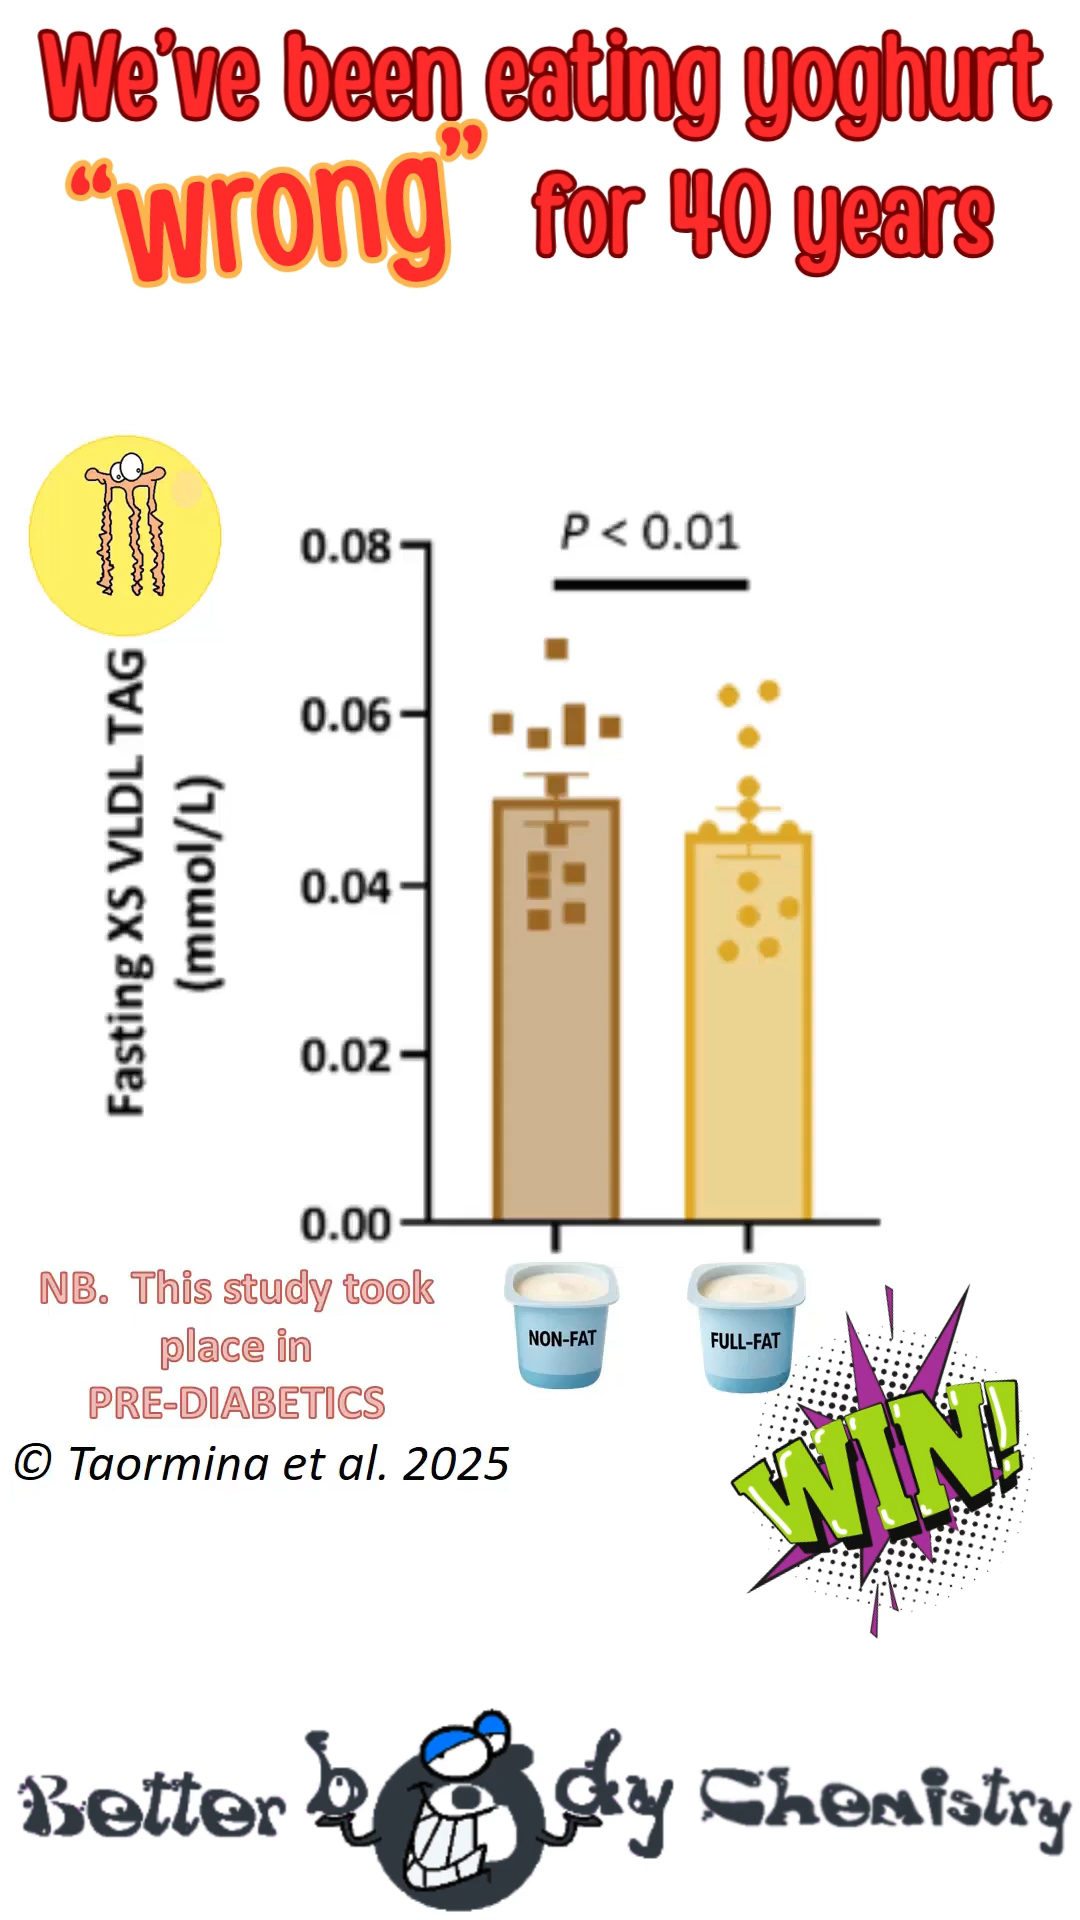 We've been eating yoghurt
"wrong" for 40 years
P < 0.01
0.08
0.06
0.04
0.02
0.00
Fasting XS VLDL TAG
(mmol/L)
NON-FAT
FULL-FAT
NB. This study took
place in
PRE-DIABETICS
© Taormina et al. 2025
WIN!
Better body Chemistry